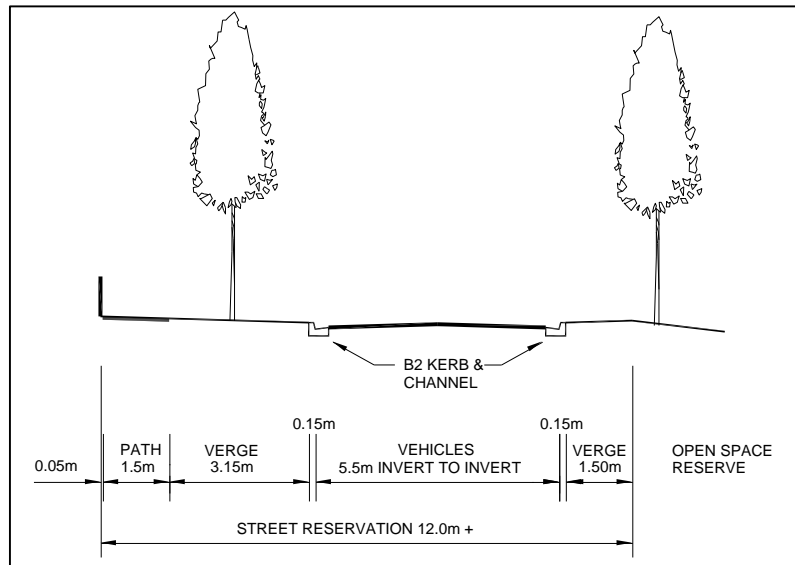 B2 KERB &
CHANNEL
0.15m
0.15m
0.05m
PATH
1.5m
VERGE
3.15m
VEHICLES
5.5m INVERT TO INVERT
VERGE
1.50m
OPEN SPACE
RESERVE
STREET RESERVATION 12.0m +